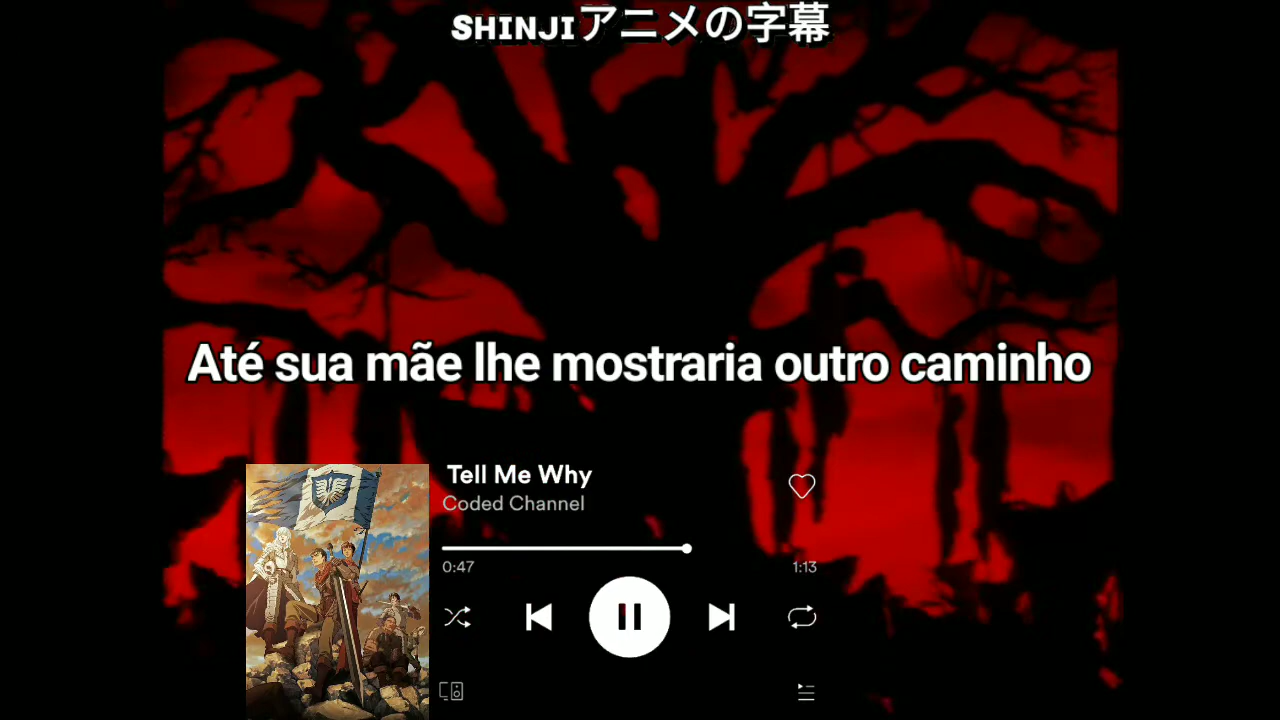 SHINJIアニメの字幕
Até sua mãe lhe mostraria outro caminho
Tell Me Why
Coded Channel
0:47
1:13